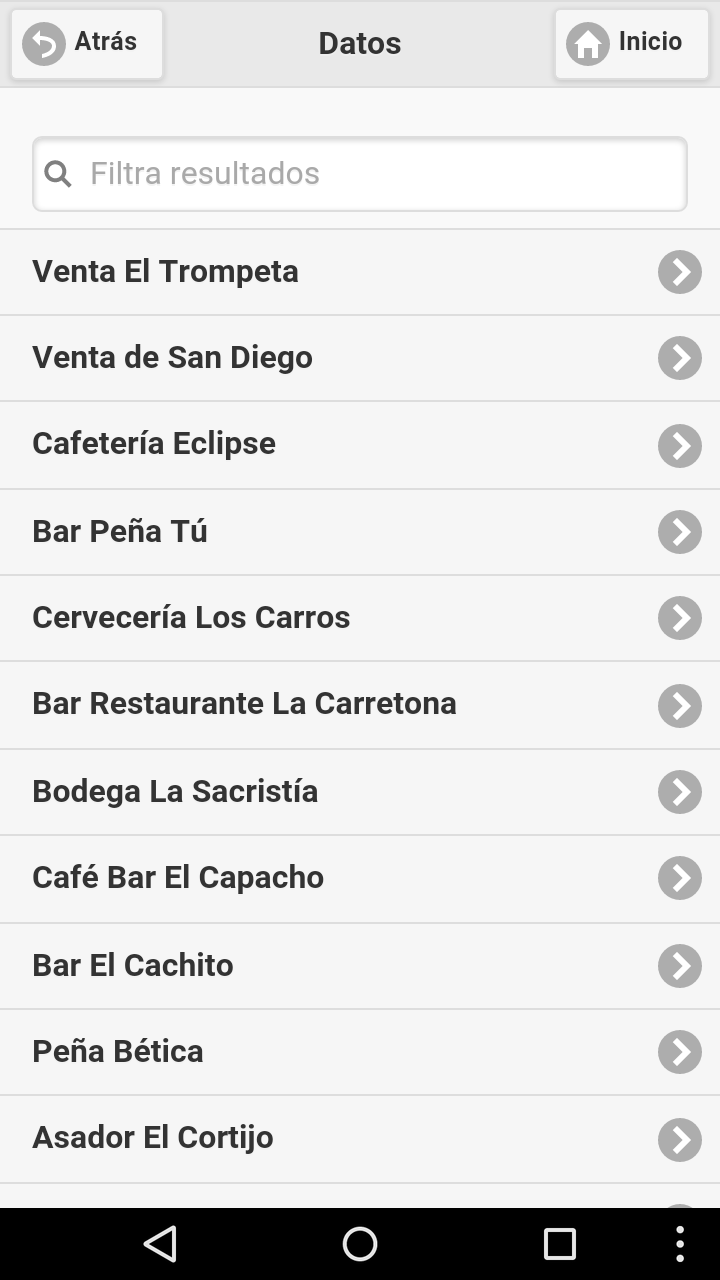 Atrás
Datos
Inicio
Filtra resultados
Venta El Trompeta
Venta de San Diego
Cafetería Eclipse
Bar Peña Tú
Cervecería Los Carros
Bar Restaurante La Carretona
Bodega La Sacristía
Café Bar El Capacho
Bar El Cachito
Peña Bética
Asador El Cortijo